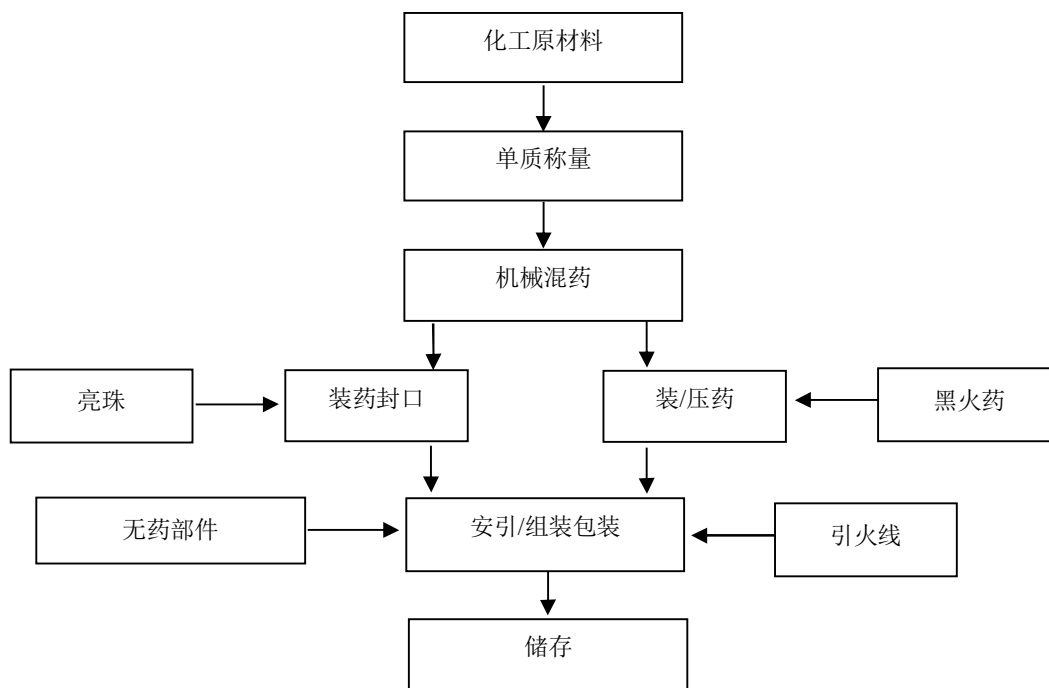 化工原材料
单质称量
机械混药
亮珠
装药封口
装/压药
黑火药
无药部件
安引/组装包装
引火线
储存